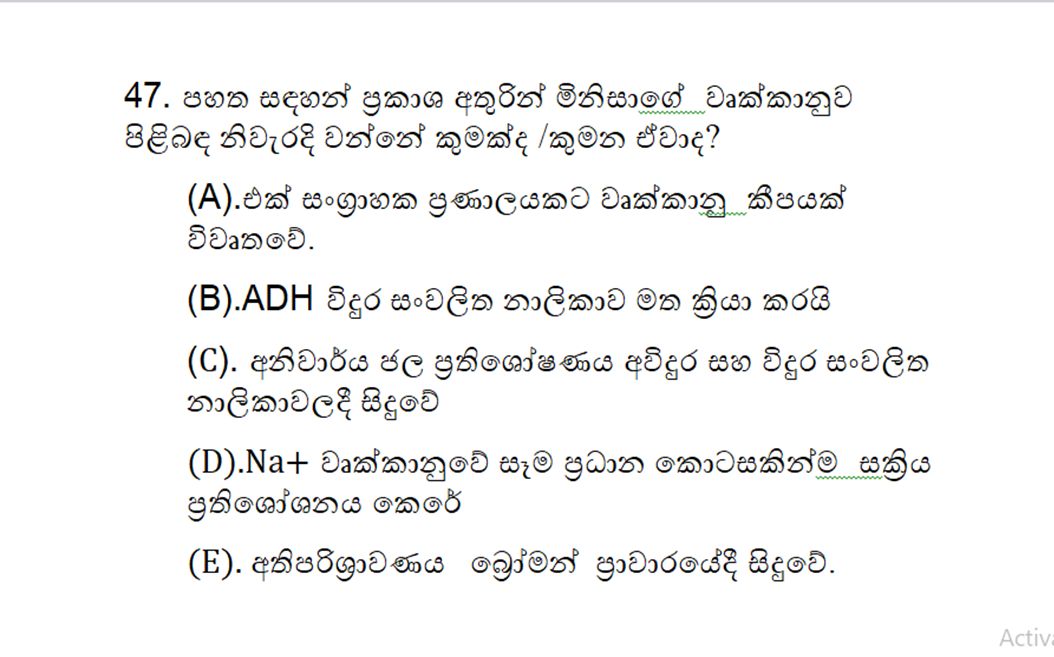 47. පහත සඳහන් ප්‍රකාශ අතුරින් මිනිසාගේ වෘක්කානුව
පිළිබඳ නිවැරදි වන්නේ කුමක්ද /කුමන ඒවාද?
(A).එක් සංග්‍රාහක ප්‍රණාලයකට වෘක්කානු කීපයක්
විවෘතවේ.
(B).ADH විදුර සංවලිත නාලිකාව මත ක්‍රියා කරයි
(C). අනිවාර්ය ජල ප්‍රතිශෝෂණය අවිදුර සහ විදුර සංවලිත
නාලිකාවලදී සිදුවේ
(D).Na+ වෘක්කානුවේ සෑම ප්‍රධාන කොටසකින්ම සක්‍රිය
ප්‍රතිශෝශනය කෙරේ
(E). අතිපරිශ්‍රාවණය බ්‍රෝමන් ප්‍රාවාරයේදී සිදුවේ.
Activa